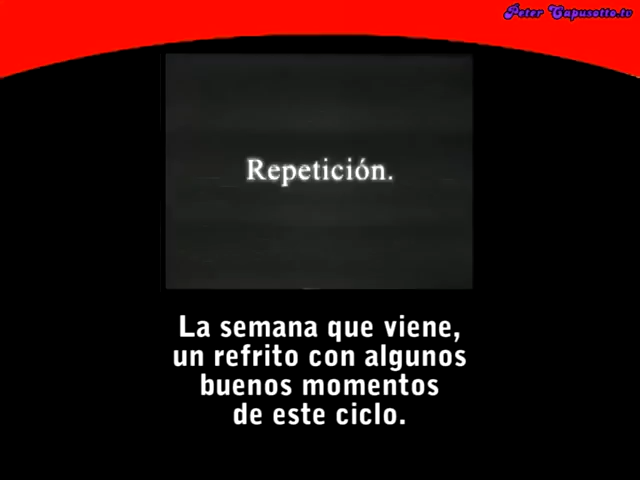 Peter Capusotto.tv
Repetición.
La semana que viene,
un refrito con algunos
buenos momentos
de este ciclo.